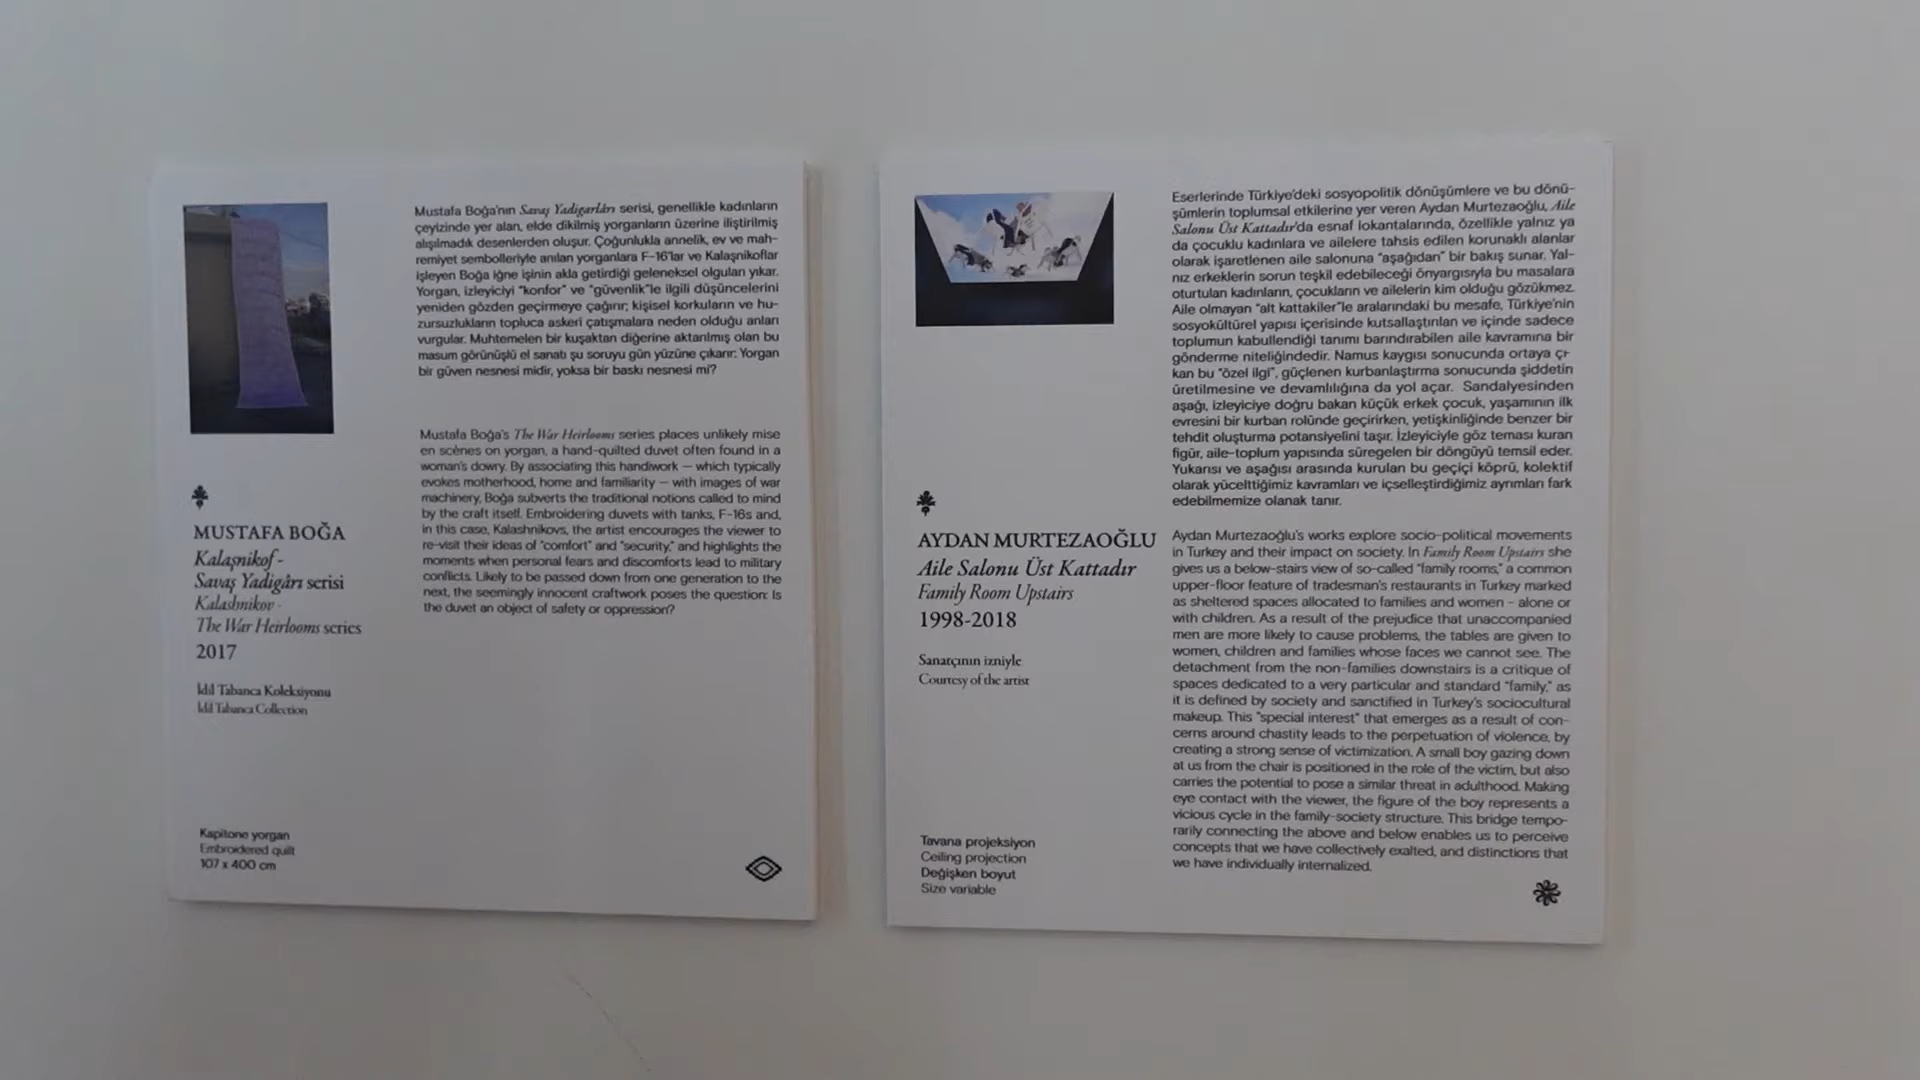 Mustafa Boğa'nın Savaş Yadigarları serisi, genellikle kadınların
çeyizinde yer alan, elde dikilmiş yorganların üzerine iliştirilmiş
alışılmadık desenlerden oluşur. Çoğunlukla annelik, ev ve mah-
remiyet sembolleriyle anılan yorganlara F-16'lar ve Kalaşnikoflar
işleyen Boğa iğne işinin akla getirdiği geleneksel olguları yıkar.
Yorgan, izleyiciyi "konfor" ve "güvenlik"le ilgili düşüncelerini
yeniden gözden geçirmeye çağırır; kişisel korkuların ve hu-
zursuzlukların topluca askeri çatışmalara neden olduğu anları
vurgular. Muhtemelen bir kuşaktan diğerine aktarılmış olan bu
masum görünüşlü el sanatı şu soruyu gün yüzüne çıkarır: Yorgan
bir güven nesnesi midir, yoksa bir baskı nesnesi mi?
Mustafa Boğa's The War Heirlooms series places unlikely mise
en scènes on yorgan, a hand-quilted duvet often found in a
woman's dowry. By associating this handiwork — which typically
evokes motherhood, home and familiarity — with images of war
machinery, Boğa subverts the traditional notions called to mind
by the craft itself. Embroidering duvets with tanks, F-16s and,
in this case, Kalashnikovs, the artist encourages the viewer to
re-visit their ideas of "comfort" and "security," and highlights the
moments when personal fears and discomforts lead to military
conflicts. Likely to be passed down from one generation to the
next, the seemingly innocent craftwork poses the question: Is
the duvet an object of safety or oppression?
MUSTAFA BOĞA
Kalaşnikof -
Savaş Yadigârı serisi
Kalashnikov -
The War Heirlooms series
2017
İdil Tabanca Koleksiyonu
İdil Tabanca Collection
Kapitone yorgan
Embroidered quilt
107 x 400 cm
Eserlerinde Türkiye'deki sosyopolitik dönüşümlere ve bu dönü-
şümlerin toplumsal etkilerine yer veren Aydan Murtezaoğlu, Aile
Salonu Üst Kattadır'da esnaf lokantalarında, özellikle yalnız ya
da çocuklu kadınlara ve ailelere tahsis edilen korunaklı alanlar
olarak işaretlenen aile salonuna "aşağıdan" bir bakış sunar. Yal-
nız erkeklerin sorun teşkil edebileceği önyargısıyla bu masalara
oturtulan kadınların, çocukların ve ailelerin kim olduğu gözükmez.
Aile olmayan "alt kattakiler"le aralarındaki bu mesafe, Türkiye'nin
sosyokültürel yapısı içerisinde kutsallaştırılan ve içinde sadece
toplumun kabullendiği tanımı barındırabilen aile kavramına bir
gönderme niteliğindedir. Namus kaygısı sonucunda ortaya çı-
kan bu "özel ilgi", güçlenen kurbanlaştırma sonucunda şiddetin
üretilmesine ve devamlılığına da yol açar. Sandalyesinden
aşağı, izleyiciye doğru bakan küçük erkek çocuk, yaşamının ilk
evresini bir kurban rolünde geçirirken, yetişkinliğinde benzer bir
tehdit oluşturma potansiyelini taşır. İzleyiciyle göz teması kuran
figür, aile-toplum yapısında süregelen bir döngüyü temsil eder.
Yukarısı ve aşağısı arasında kurulan bu geçici köprü, kolektif
olarak yücelttiğimiz kavramları ve içselleştirdiğimiz ayrımları fark
edebilmemize olanak tanır.
Aydan Murtezaoğlu's works explore socio-political movements
in Turkey and their impact on society. In Family Room Upstairs she
gives us a below-stairs view of so-called "family rooms," a common
upper-floor feature of tradesman's restaurants in Turkey marked
as sheltered spaces allocated to families and women - alone or
with children. As a result of the prejudice that unaccompanied
men are more likely to cause problems, the tables are given to
women, children and families whose faces we cannot see. The
detachment from the non-families downstairs is a critique of
spaces dedicated to a very particular and standard "family," as
it is defined by society and sanctified in Turkey's sociocultural
makeup. This "special interest" that emerges as a result of con-
cerns around chastity leads to the perpetuation of violence, by
creating a strong sense of victimization. A small boy gazing down
at us from the chair is positioned in the role of the victim, but also
carries the potential to pose a similar threat in adulthood. Making
eye contact with the viewer, the figure of the boy represents a
vicious cycle in the family-society structure. This bridge tempo-
rarily connecting the above and below enables us to perceive
concepts that we have collectively exalted, and distinctions that
we have individually internalized.
AYDAN MURTEZAOĞLU
Aile Salonu Üst Kattadır
Family Room Upstairs
1998-2018
Sanatçının izniyle
Courtesy of the artist
Tavana projeksiyon
Ceiling projection
Değişken boyut
Size variable